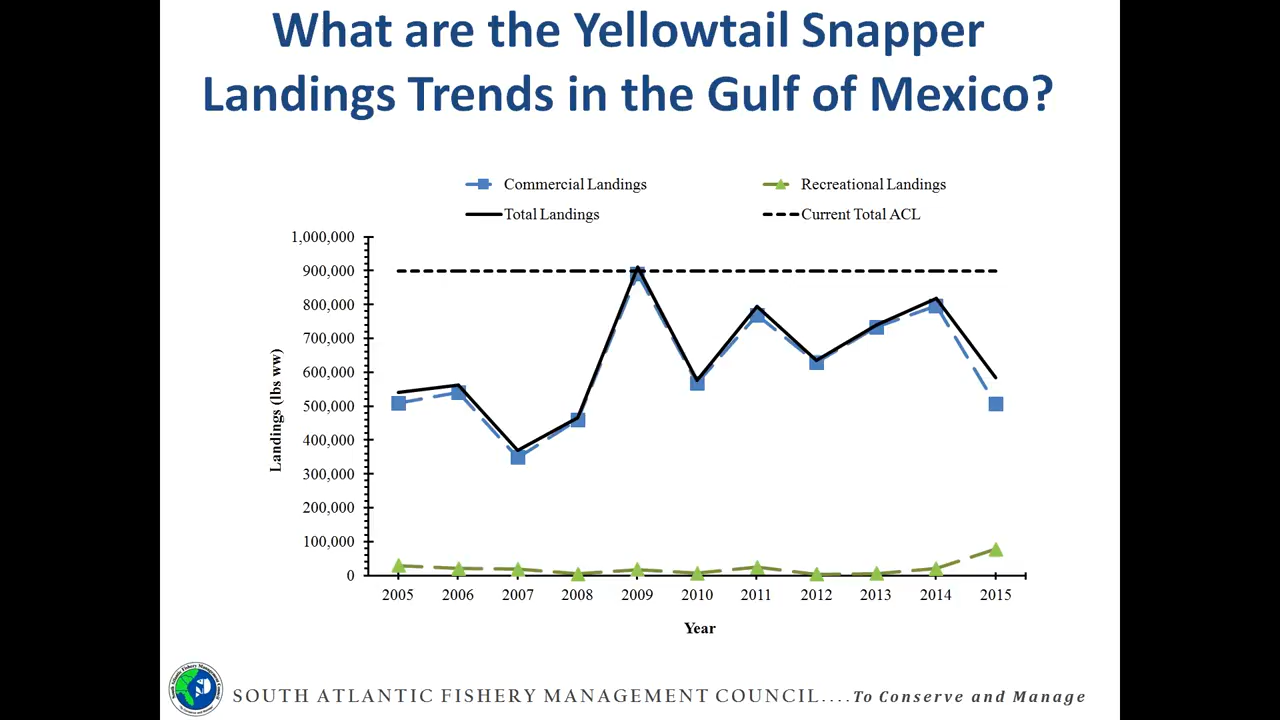 What are the Yellowtail Snapper
Landings Trends in the Gulf of Mexico?
Commercial Landings
Recreational Landings
Total Landings
Current Total ACL
1,000,000
900,000
800,000
700,000
600,000
500,000
400,000
300,000
200,000
100,000
0
Landings (lbs ww)
2005 2006 2007 2008 2009 2010 2011 2012 2013 2014 2015
Year
SOUTH ATLANTIC FISHERY MANAGEMENT COUNCIL....To Conserve and Manage